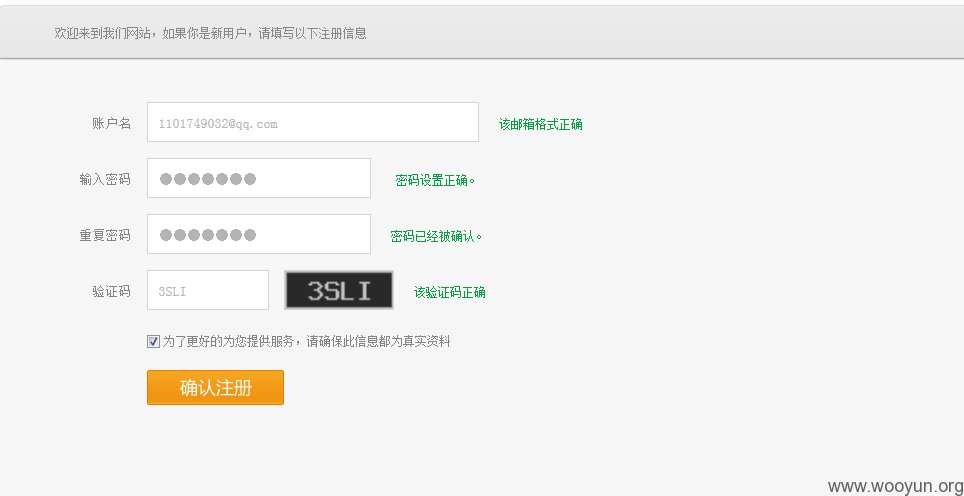 欢迎来到我们网站，如果你是新用户，请填写以下注册信息
账户名 1101749032@qq.com 该邮箱格式正确
输入密码 ●●●●●●● 密码设置正确。
重复密码 ●●●●●●● 密码已经被确认。
验证码 3SLI 3SLI 该验证码正确
为了更好的为您提供服务，请确保此信息都为真实资料
确认注册
www.wooyun.org